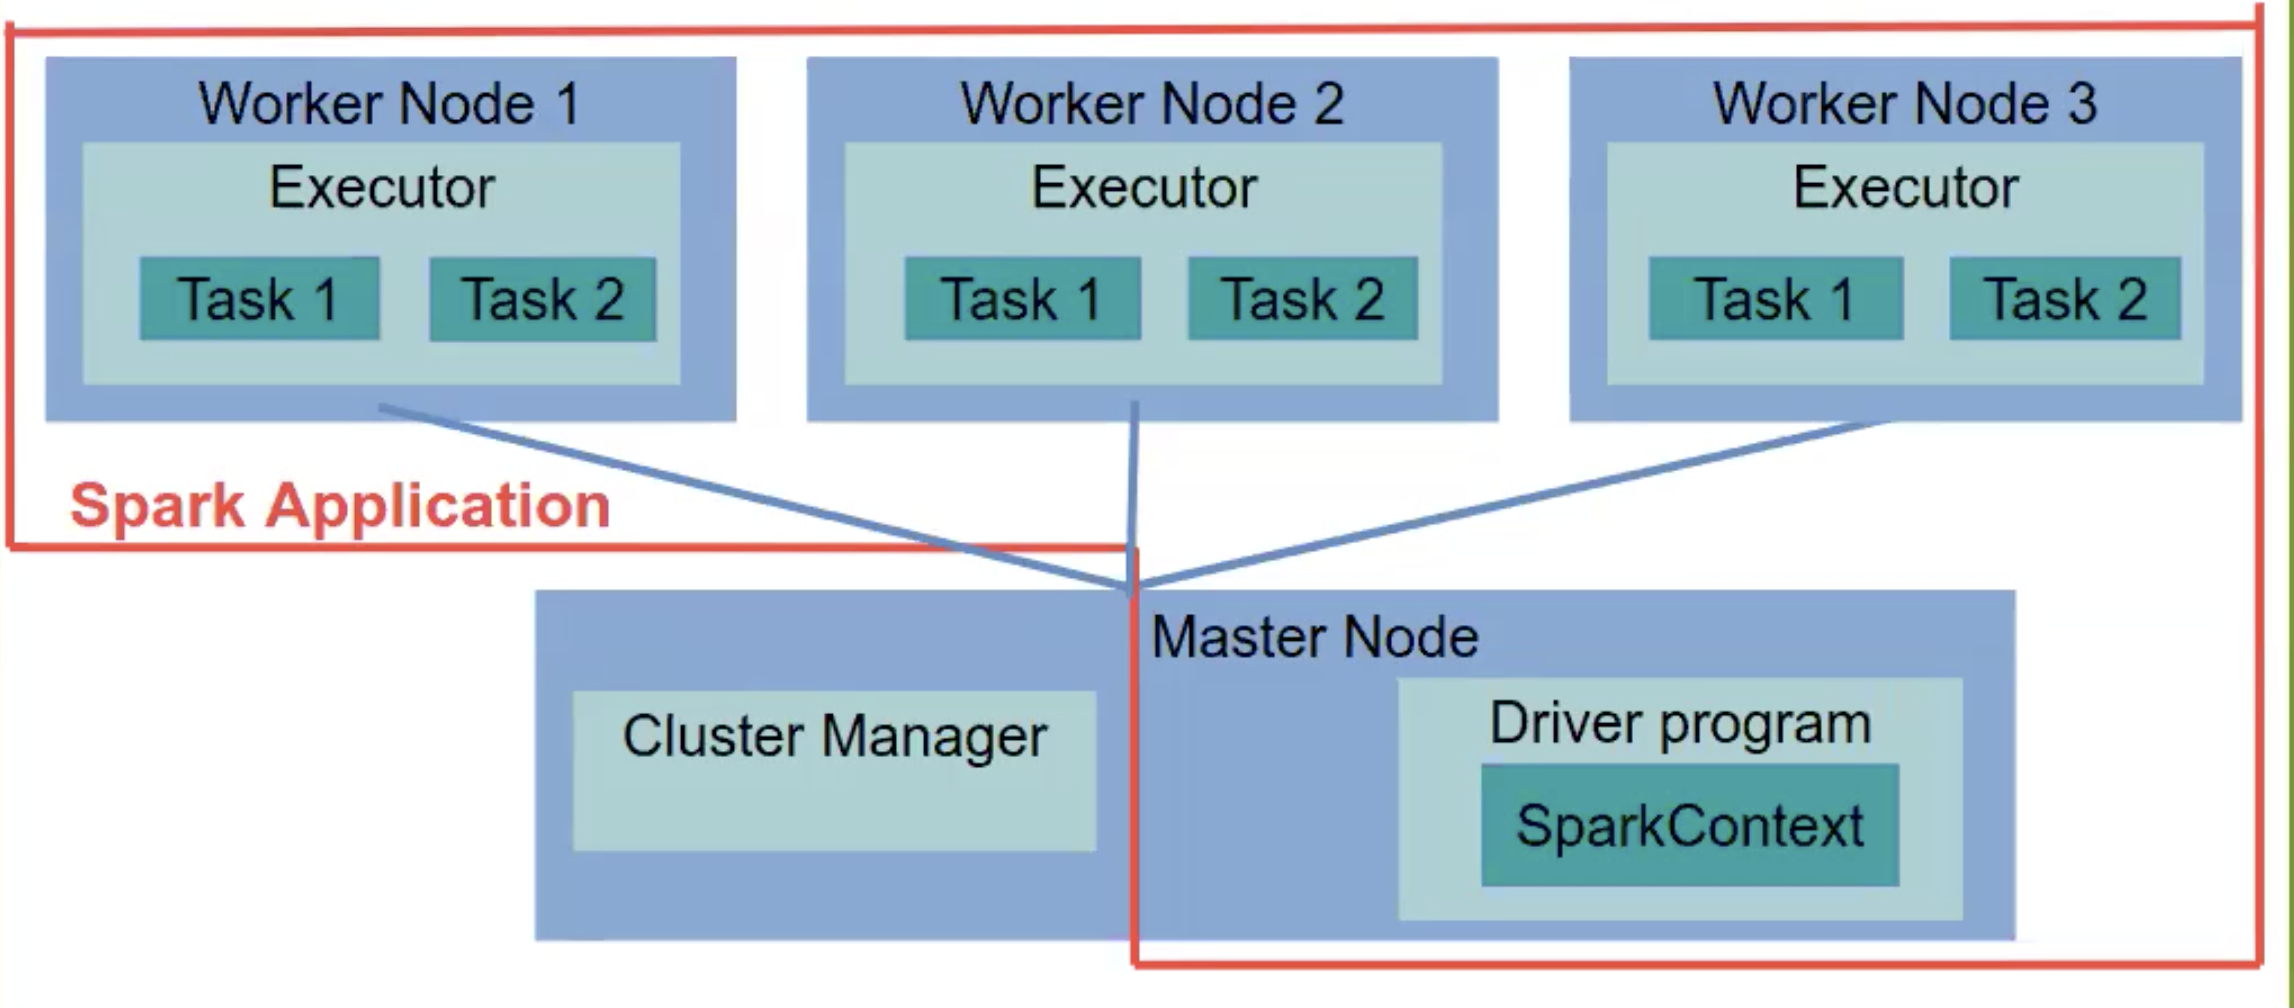 Worker Node 1
Executor
Task 1
Task 2
Worker Node 2
Executor
Task 1
Task 2
Worker Node 3
Executor
Task 1
Task 2
Spark Application
Master Node
Cluster Manager
Driver program
SparkContext